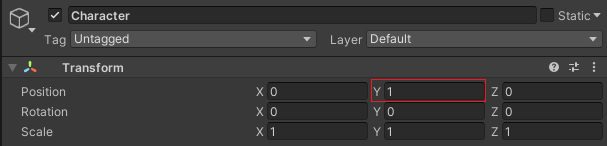 Character Static
Tag Untagged Layer Default
Transform
Position X 0 Y 1 Z 0
Rotation X 0 Y 0 Z 0
Scale X 1 Y 1 Z 1